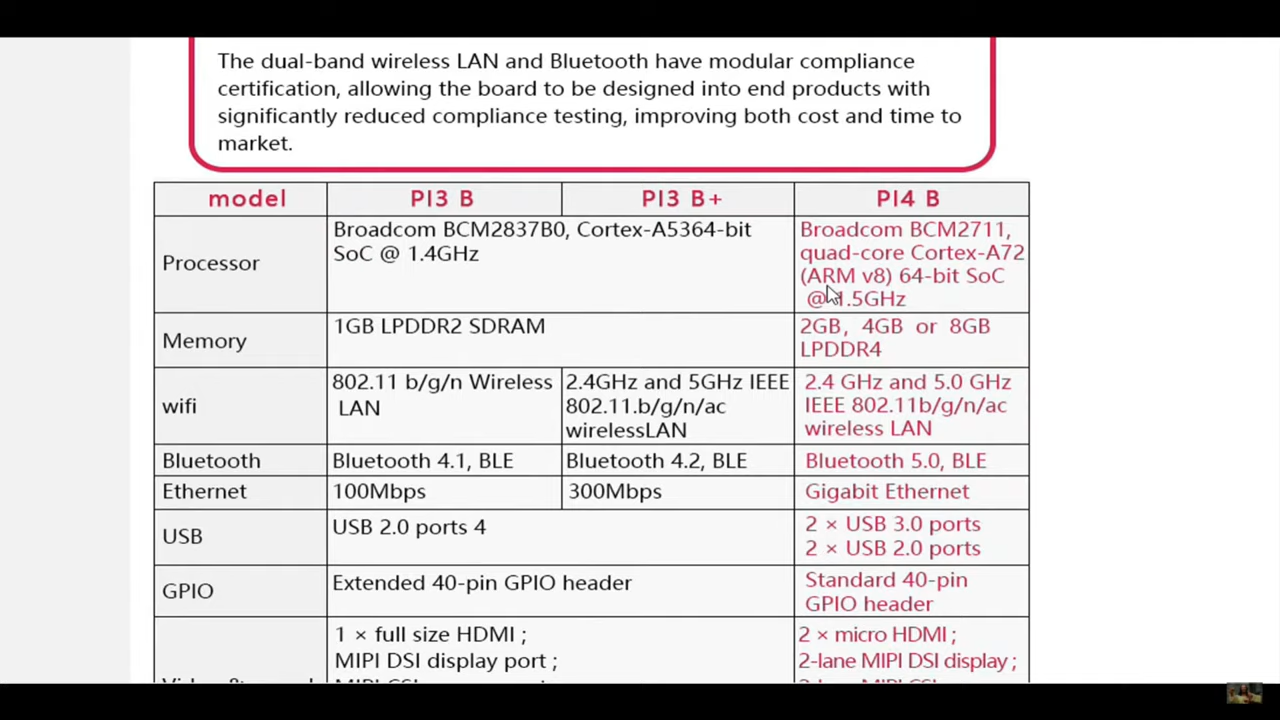 The dual-band wireless LAN and Bluetooth have modular compliance
certification, allowing the board to be designed into end products with
significantly reduced compliance testing, improving both cost and time to
market.
model PI3 B PI3 B+ PI4 B
Processor
Broadcom BCM2837B0, Cortex-A5364-bit
SoC @ 1.4GHz
Broadcom BCM2711,
quad-core Cortex-A72
(ARM v8) 64-bit SoC
@ 1.5GHz
Memory
1GB LPDDR2 SDRAM
2GB, 4GB or 8GB
LPDDR4
wifi
802.11 b/g/n Wireless
LAN
2.4GHz and 5GHz IEEE
802.11.b/g/n/ac
wirelessLAN
2.4 GHz and 5.0 GHz
IEEE 802.11b/g/n/ac
wireless LAN
Bluetooth Bluetooth 4.1, BLE Bluetooth 4.2, BLE Bluetooth 5.0, BLE
Ethernet 100Mbps 300Mbps Gigabit Ethernet
USB
USB 2.0 ports 4
2 × USB 3.0 ports
2 × USB 2.0 ports
GPIO
Extended 40-pin GPIO header
Standard 40-pin
GPIO header
1 × full size HDMI ;
MIPI DSI display port ;
2 × micro HDMI ;
2-lane MIPI DSI display ;